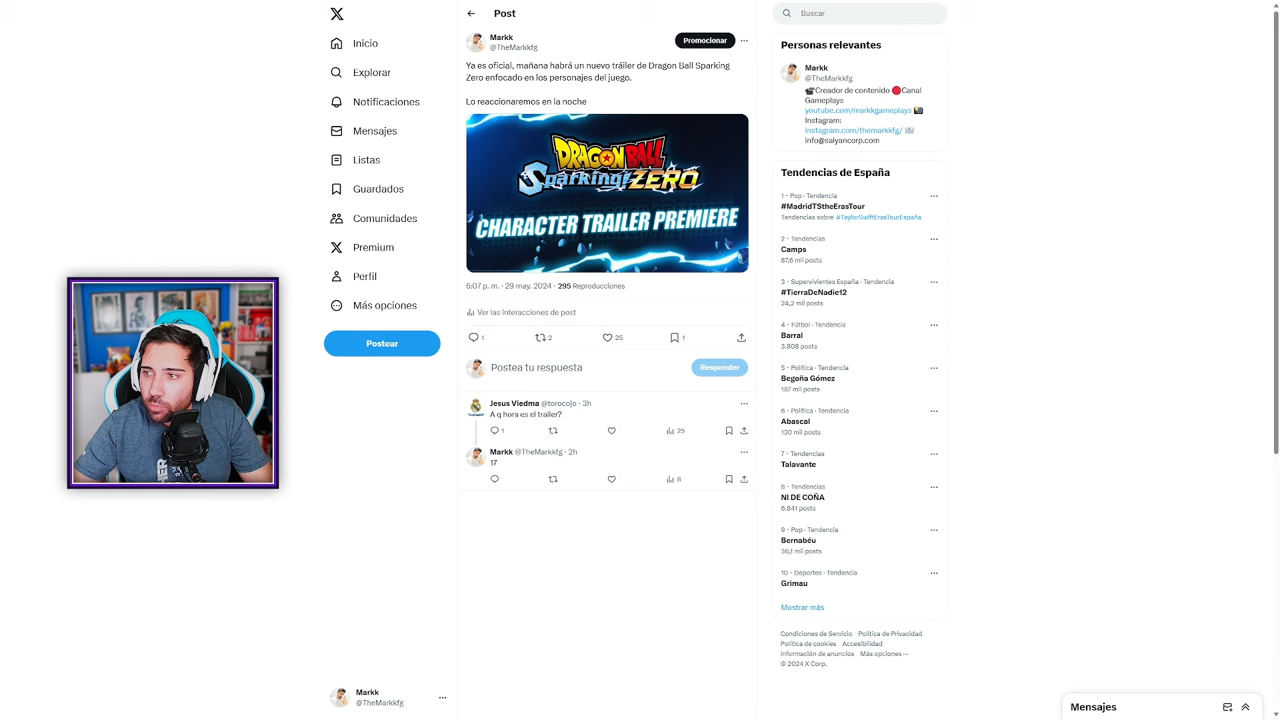 Inicio
Explorar
Notificaciones
Mensajes
Listas
Guardados
Comunidades
Premium
Perfil
Más opciones
Postear
Markk
@TheMarkkfg
Post
Markk
@TheMarkkfg
Promocionar
Ya es oficial, mañana habrá un nuevo tráiler de Dragon Ball Sparking
Zero enfocado en los personajes del juego.
Lo reaccionaremos en la noche
DRAGON BALL
Sparking! ZERO
CHARACTER TRAILER PREMIERE
6:07 p. m. · 29 may. 2024 · 295 Reproducciones
Ver las interacciones de post
1 2 25 1
Postea tu respuesta
Responder
Jesus Viedma @torocojo · 3h
A q hora es el trailer?
1 25
Markk @TheMarkkfg · 2h
17
8
Buscar
Personas relevantes
Markk
@TheMarkkfg
Creador de contenido Canal
Gameplays
youtube.com/markkgameplays
Instagram:
instagram.com/themarkkfg/
info@saiyancorp.com
Tendencias de España
1 · Pop · Tendencia
#MadridTStheErasTour
Tendencias sobre #TaylorSwiftErasTourEspaña
2 · Tendencias
Camps
87,6 mil posts
3 · Supervivientes España · Tendencia
#TierraDeNadie12
24,2 mil posts
4 · Fútbol · Tendencia
Barral
3.808 posts
5 · Política · Tendencia
Begoña Gómez
187 mil posts
6 · Política · Tendencia
Abascal
130 mil posts
7 · Tendencias
Talavante
8 · Tendencias
NI DE COÑA
6.841 posts
9 · Pop · Tendencia
Bernabéu
36,1 mil posts
10 · Deportes · Tendencia
Grimau
Mostrar más
Condiciones de Servicio Política de Privacidad
Política de cookies Accesibilidad
Información de anuncios Más opciones ···
© 2024 X Corp.
Mensajes